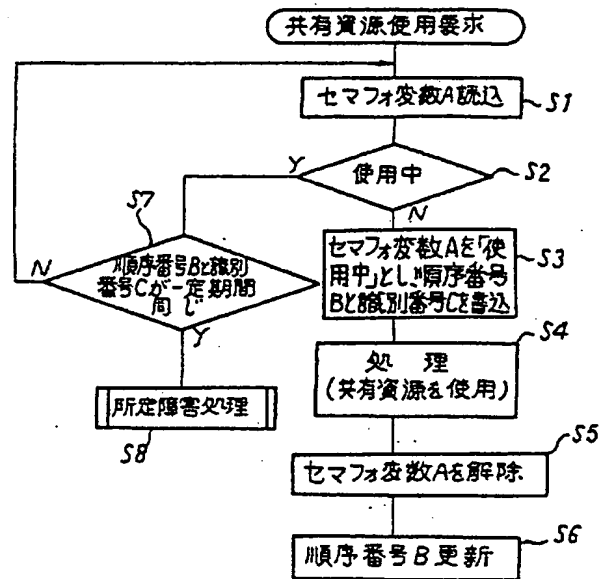 共有資源使用要求
セマフォ変数A読込
S1
使用中
S2
Y
N
S7
順序番号Bと識別
番号Cが一定期間
同じ
N
Y
セマフォ変数Aを「使
用中」とし、順序番号
Bと識別番号Cを書込
S3
処 理
(共有資源を使用)
S4
所定障害処理
S8
セマフォ変数Aを解除
S5
順序番号B更新
S6